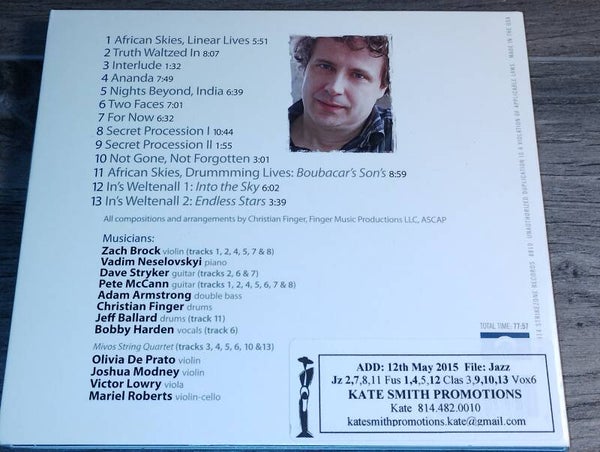 1 African Skies, Linear Lives 5:51
2 Truth Waltzed In 8:07
3 Interlude 1:32
4 Ananda 7:49
5 Nights Beyond, India 6:39
6 Two Faces 7:01
7 For Now 6:32
8 Secret Procession I 10:44
9 Secret Procession II 1:55
10 Not Gone, Not Forgotten 3:01
11 African Skies, Drummming Lives: Boubacar's Son's 8:59
12 In's Weltenall 1: Into the Sky 6:02
13 In's Weltenall 2: Endless Stars 3:39
All compositions and arrangements by Christian Finger, Finger Music Productions LLC, ASCAP
Musicians:
Zach Brock violin (tracks 1, 2, 4, 5, 7 & 8)
Vadim Neselovskyi piano
Dave Stryker guitar (tracks 2, 6 & 7)
Pete McCann guitar (tracks 1, 2, 4, 5, 6, 7 & 8)
Adam Armstrong double bass
Christian Finger drums
Jeff Ballard drums (track 11)
Bobby Harden vocals (track 6)
Mivos String Quartet (tracks 3, 4, 5, 6, 10 &13)
Olivia De Prato violin
Joshua Modney violin
Victor Lowry viola
Mariel Roberts violin-cello
TOTAL TIME: 77:57
STRIKEZONE RECORDS 8810 UNAUTHORIZED DUPLICATION IS A VIOLATION OF APPLICABLE LAWS MADE IN THE USA
ADD: 12th May 2015 File: Jazz
Jz 2,7,8,11 Fus 1,4,5,12 Clas 3,9,10,13 Vox6
KATE SMITH PROMOTIONS
Kate 814.482.0010
katesmithpromotions.kate@gmail.com